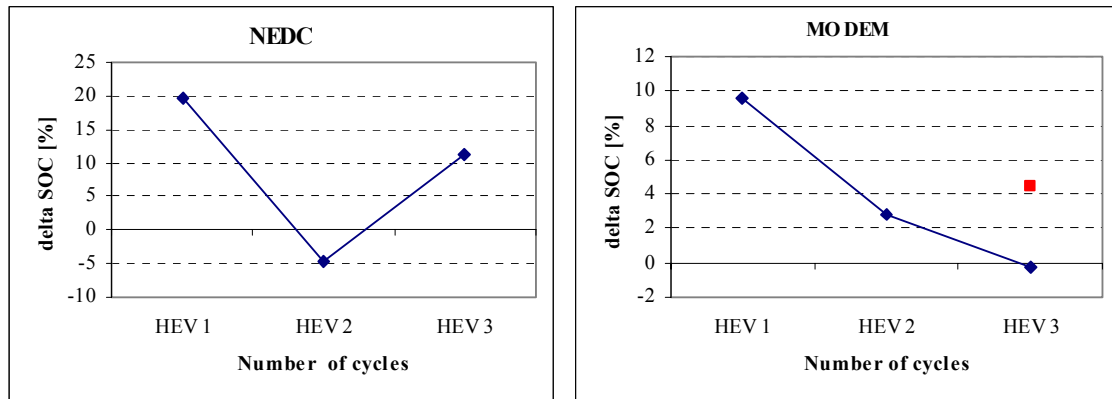 NEDC
delta SOC [%]
25
20
15
10
5
0
-5
-10
HEV 1
HEV 2
HEV 3
Number of cycles
MODEM
delta SOC [%]
12
10
8
6
4
2
0
-2
HEV 1
HEV 2
HEV 3
Number of cycles